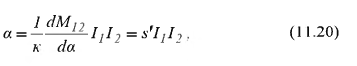 α = 1/κ dM₁₂/dα I₁I₂ = s′I₁I₂ , (11.20)